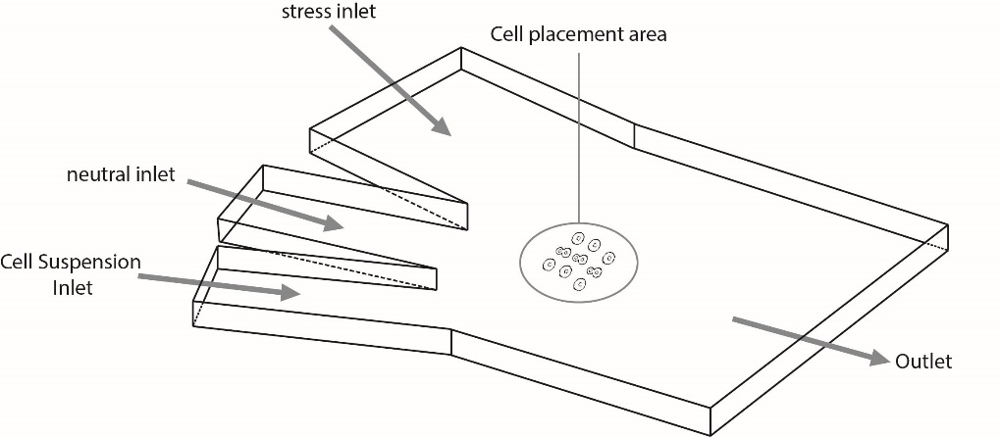 stress inlet
Cell placement area
neutral inlet
Cell Suspension
Inlet
Outlet